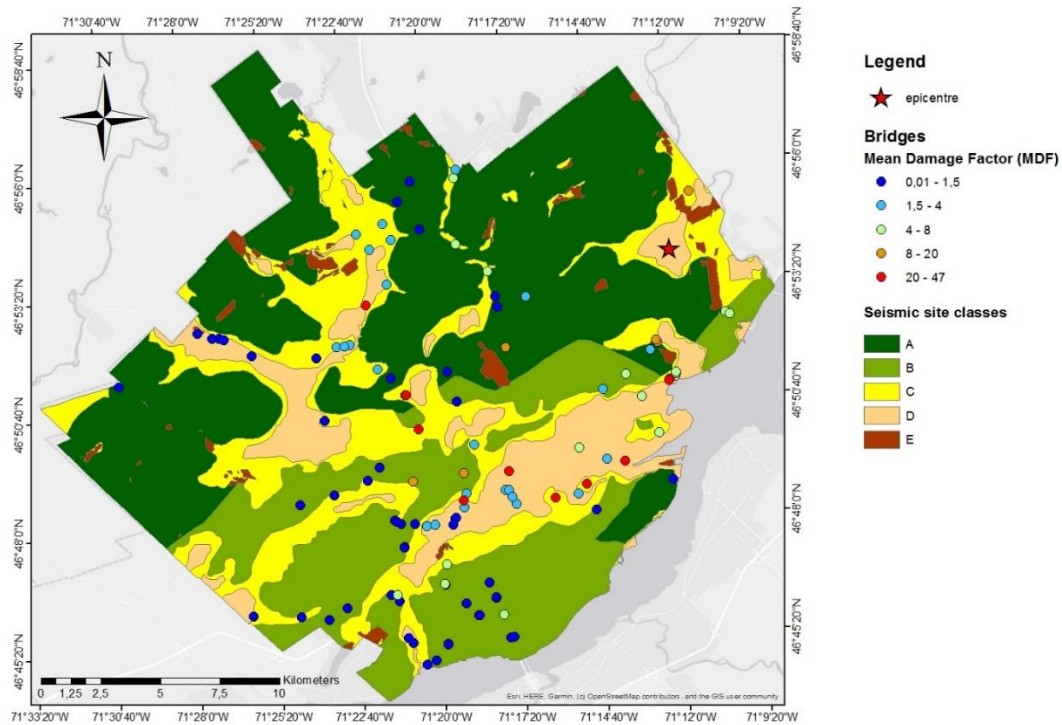 71°30'40"W 71°28'0"W 71°25'20"W 71°22'40"W 71°20'0"W 71°17'20"W 71°14'40"W 71°12'0"W 71°9'20"W
46°58'40"N
46°58'40"N
N
46°56'0"N
46°56'0"N
46°53'20"N
46°53'20"N
46°50'40"N
46°50'40"N
46°48'0"N
46°48'0"N
46°45'20"N
46°45'20"N
Kilometers
0 1,25 2,5 5 7,5 10
Esri, HERE, Garmin, (c) OpenStreetMap contributors, and the GIS user community
71°33'20"W 71°30'40"W 71°28'0"W 71°25'20"W 71°22'40"W 71°20'0"W 71°17'20"W 71°14'40"W 71°12'0"W 71°9'20"W
Legend
epicentre
Bridges
Mean Damage Factor (MDF)
0,01 - 1,5
1,5 - 4
4 - 8
8 - 20
20 - 47
Seismic site classes
A
B
C
D
E